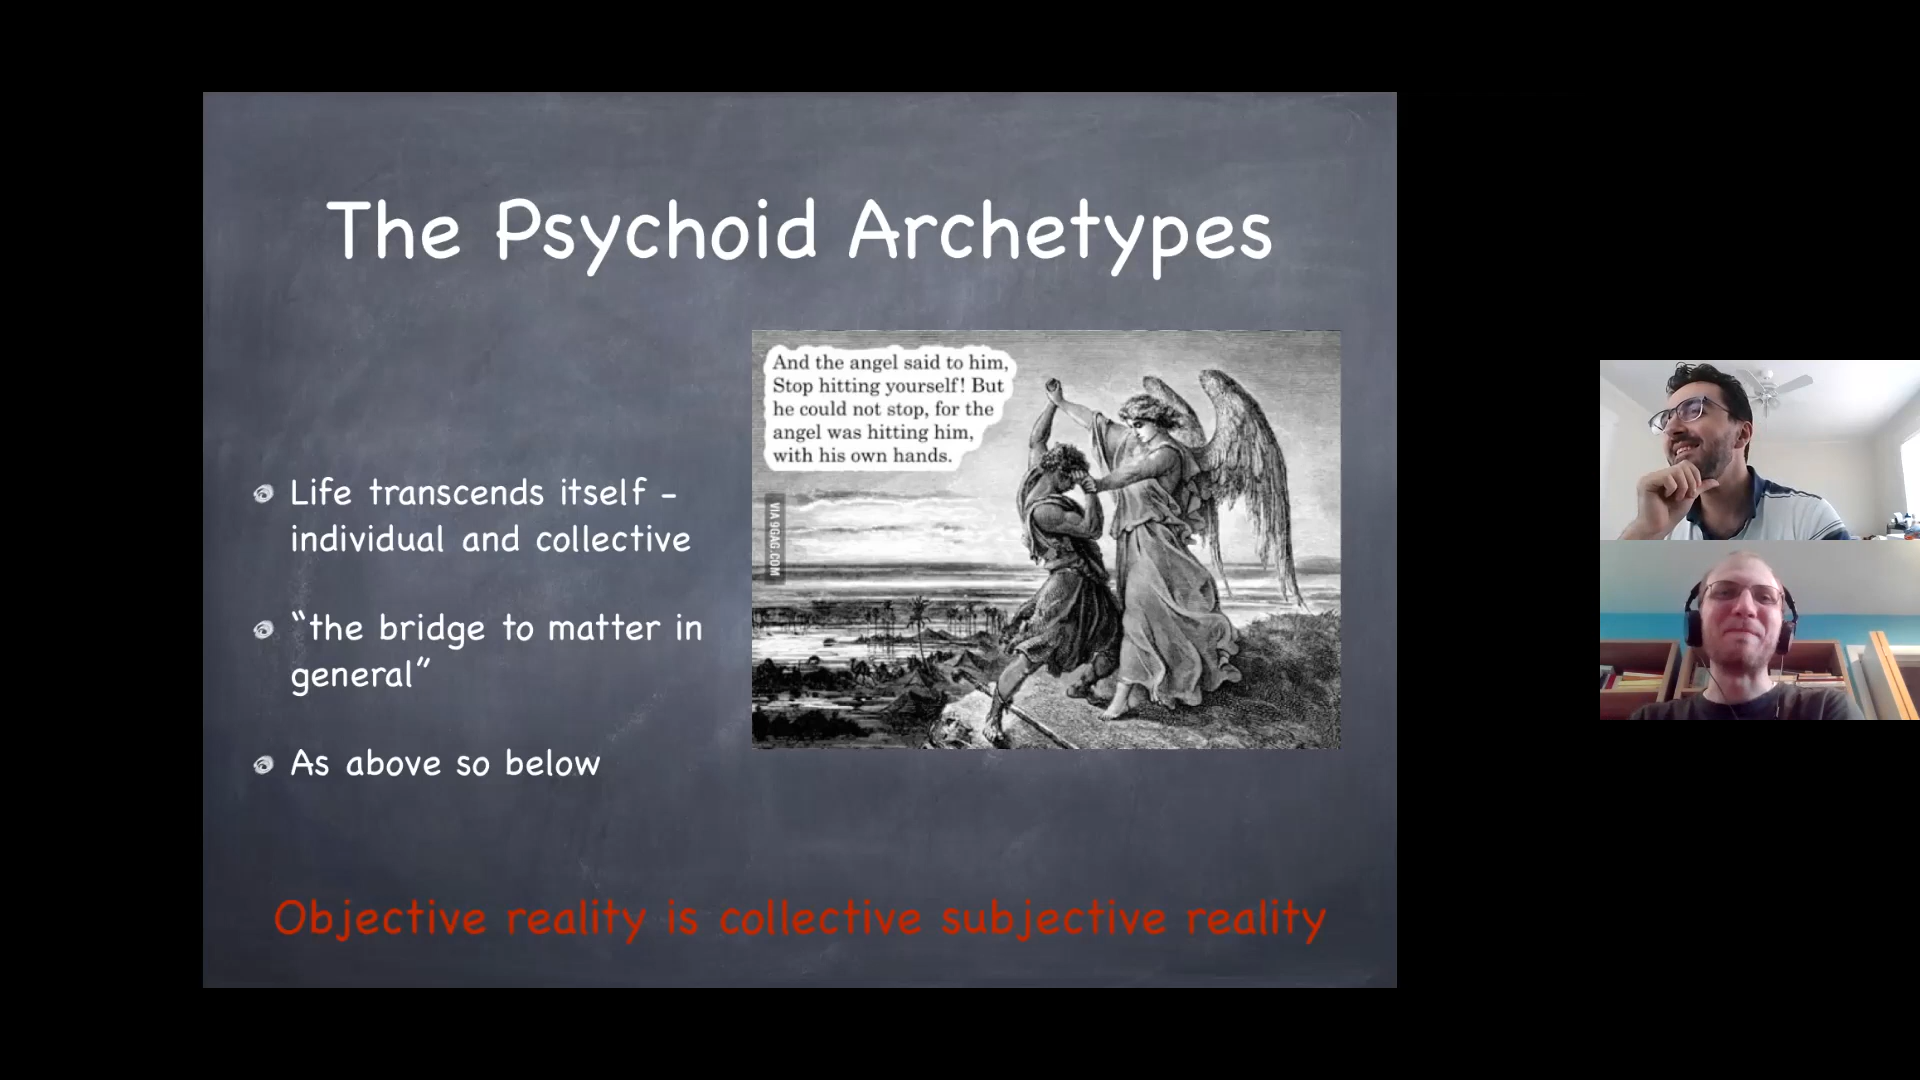 The Psychoid Archetypes
And the angel said to him,
Stop hitting yourself! But
he could not stop, for the
angel was hitting him,
with his own hands.
VIA 9GAG.COM
Life transcends itself -
individual and collective
“the bridge to matter in
general”
As above so below
Objective reality is collective subjective reality